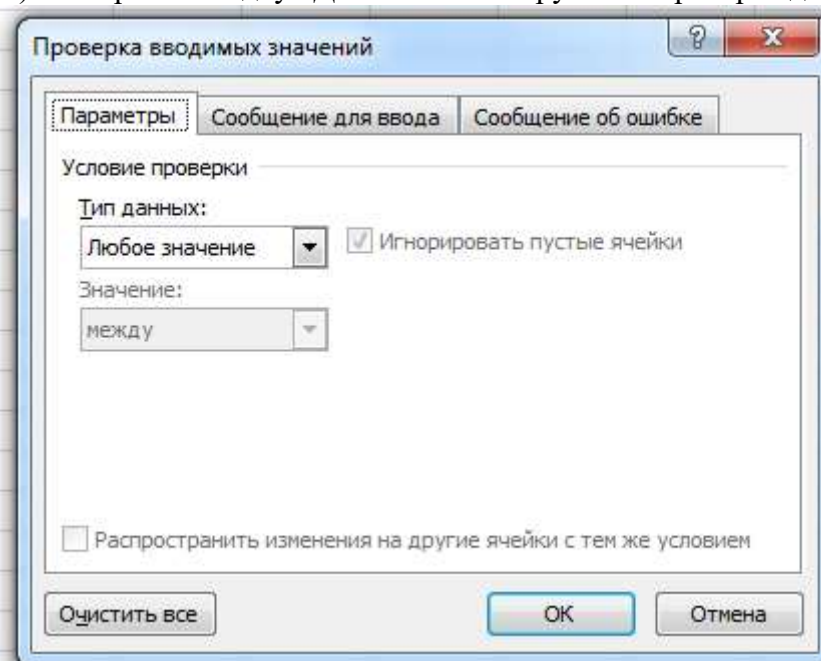 Проверка вводимых значений
Параметры Сообщение для ввода Сообщение об ошибке
Условие проверки
Тип данных:
Любое значение Игнорировать пустые ячейки
Значение:
между
Распространить изменения на другие ячейки с тем же условием
Очистить все ОК Отмена